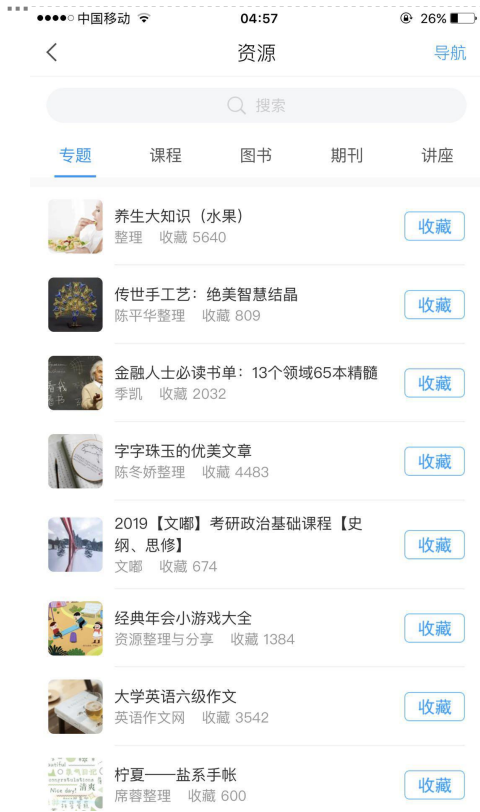 中国移动 04:57 26%
资源 导航
搜索
专题 课程 图书 期刊 讲座
养生大知识（水果）
整理 收藏 5640
收藏
传世手工艺：绝美智慧结晶
陈平华整理 收藏 809
收藏
金融人士必读书单：13个领域65本精髓
季凯 收藏 2032
收藏
字字珠玉的优美文章
陈冬娇整理 收藏 4483
收藏
2019【文嘟】考研政治基础课程【史
纲、思修】
文嘟 收藏 674
收藏
经典年会小游戏大全
资源整理与分享 收藏 1384
收藏
大学英语六级作文
英语作文网 收藏 3542
收藏
柠夏——盐系手帐
席蓉整理 收藏 600
收藏
Nice day! 清爽